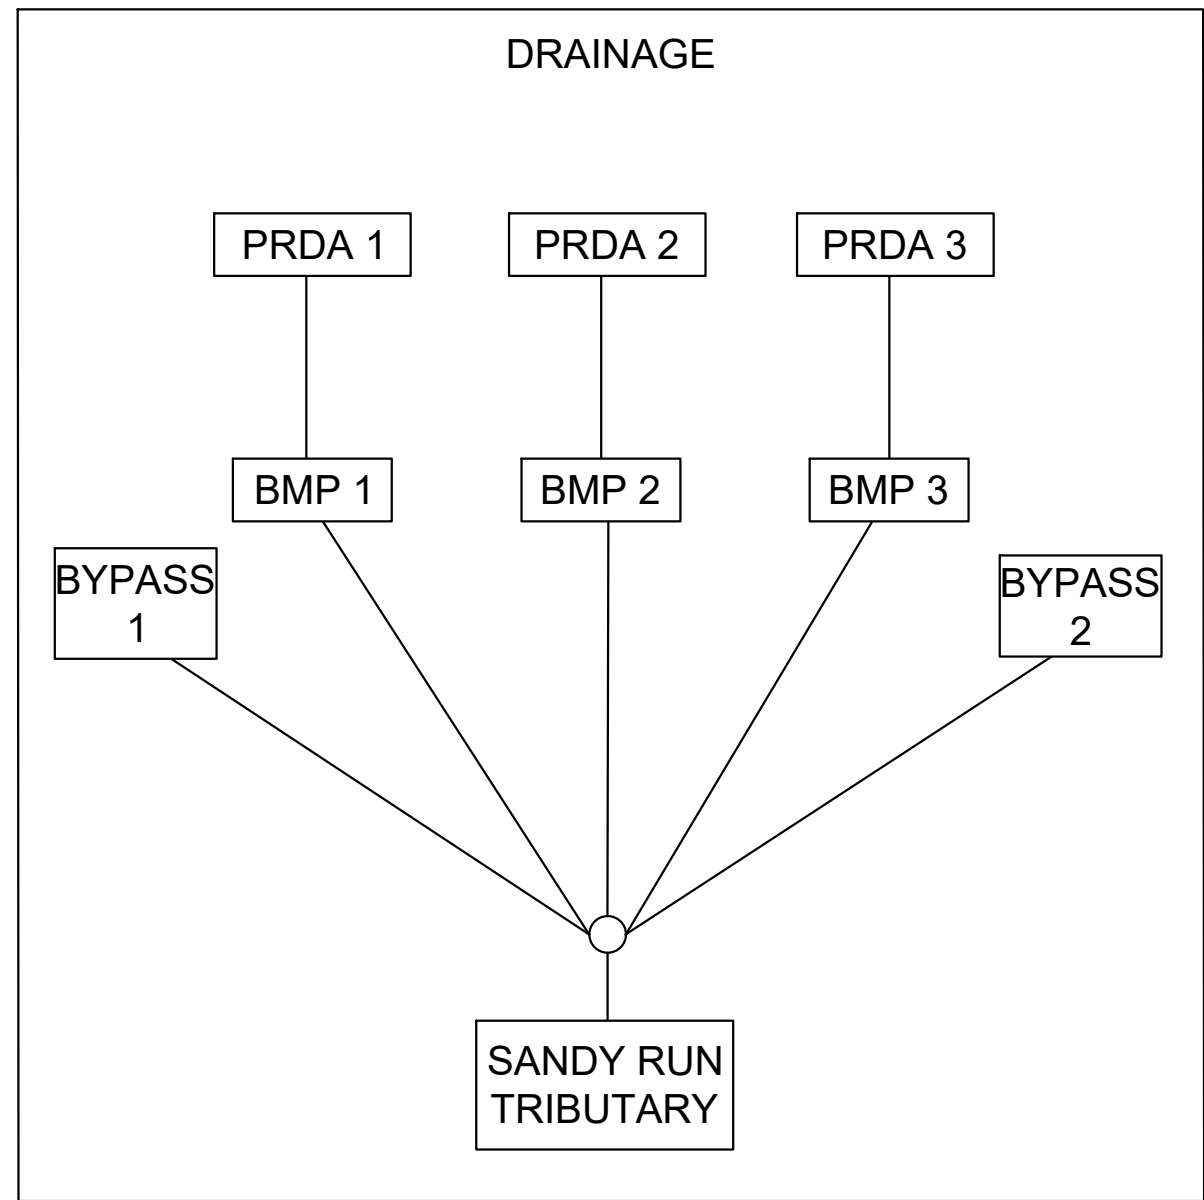 DRAINAGE
PRDA 1
PRDA 2
PRDA 3
BMP 1
BMP 2
BMP 3
BYPASS
1
BYPASS
2
SANDY RUN
TRIBUTARY